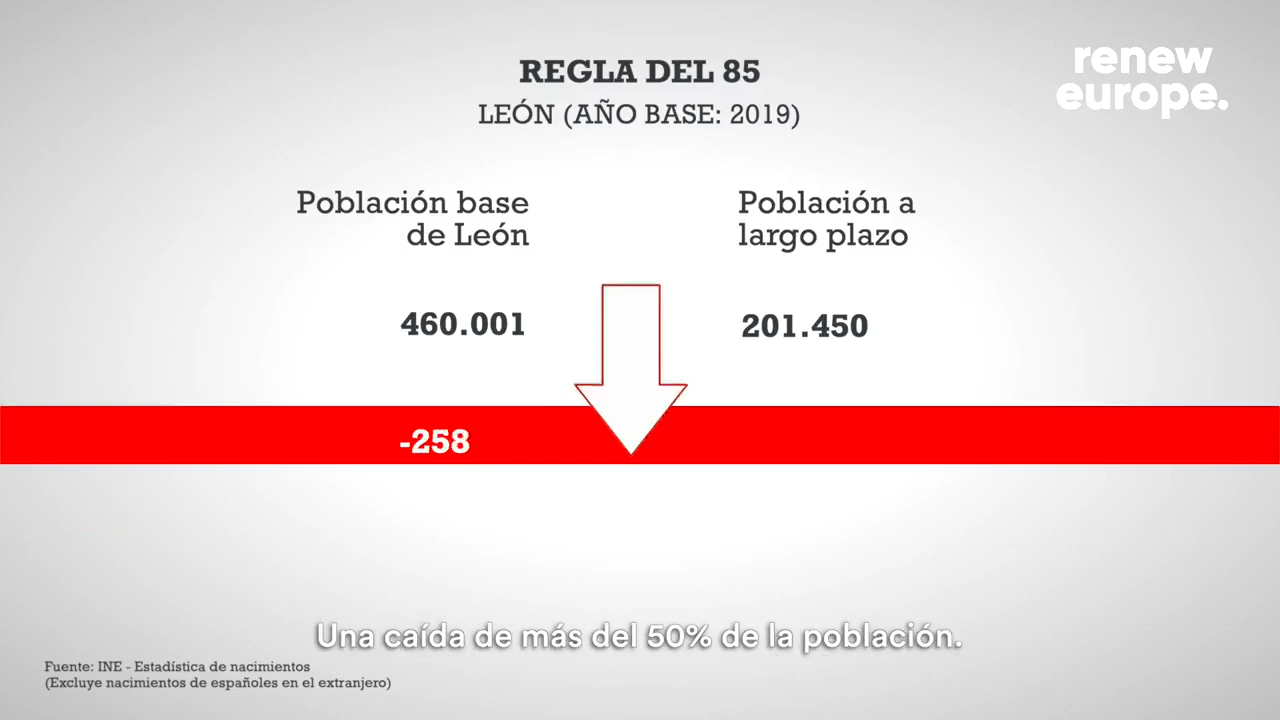 REGLA DEL 85
LEÓN (AÑO BASE: 2019)
renew
europe.
Población base
de León
Población a
largo plazo
460.001
201.450
-258
Una caída de más del 50% de la población.
Fuente: INE - Estadística de nacimientos
(Excluye nacimientos de españoles en el extranjero)